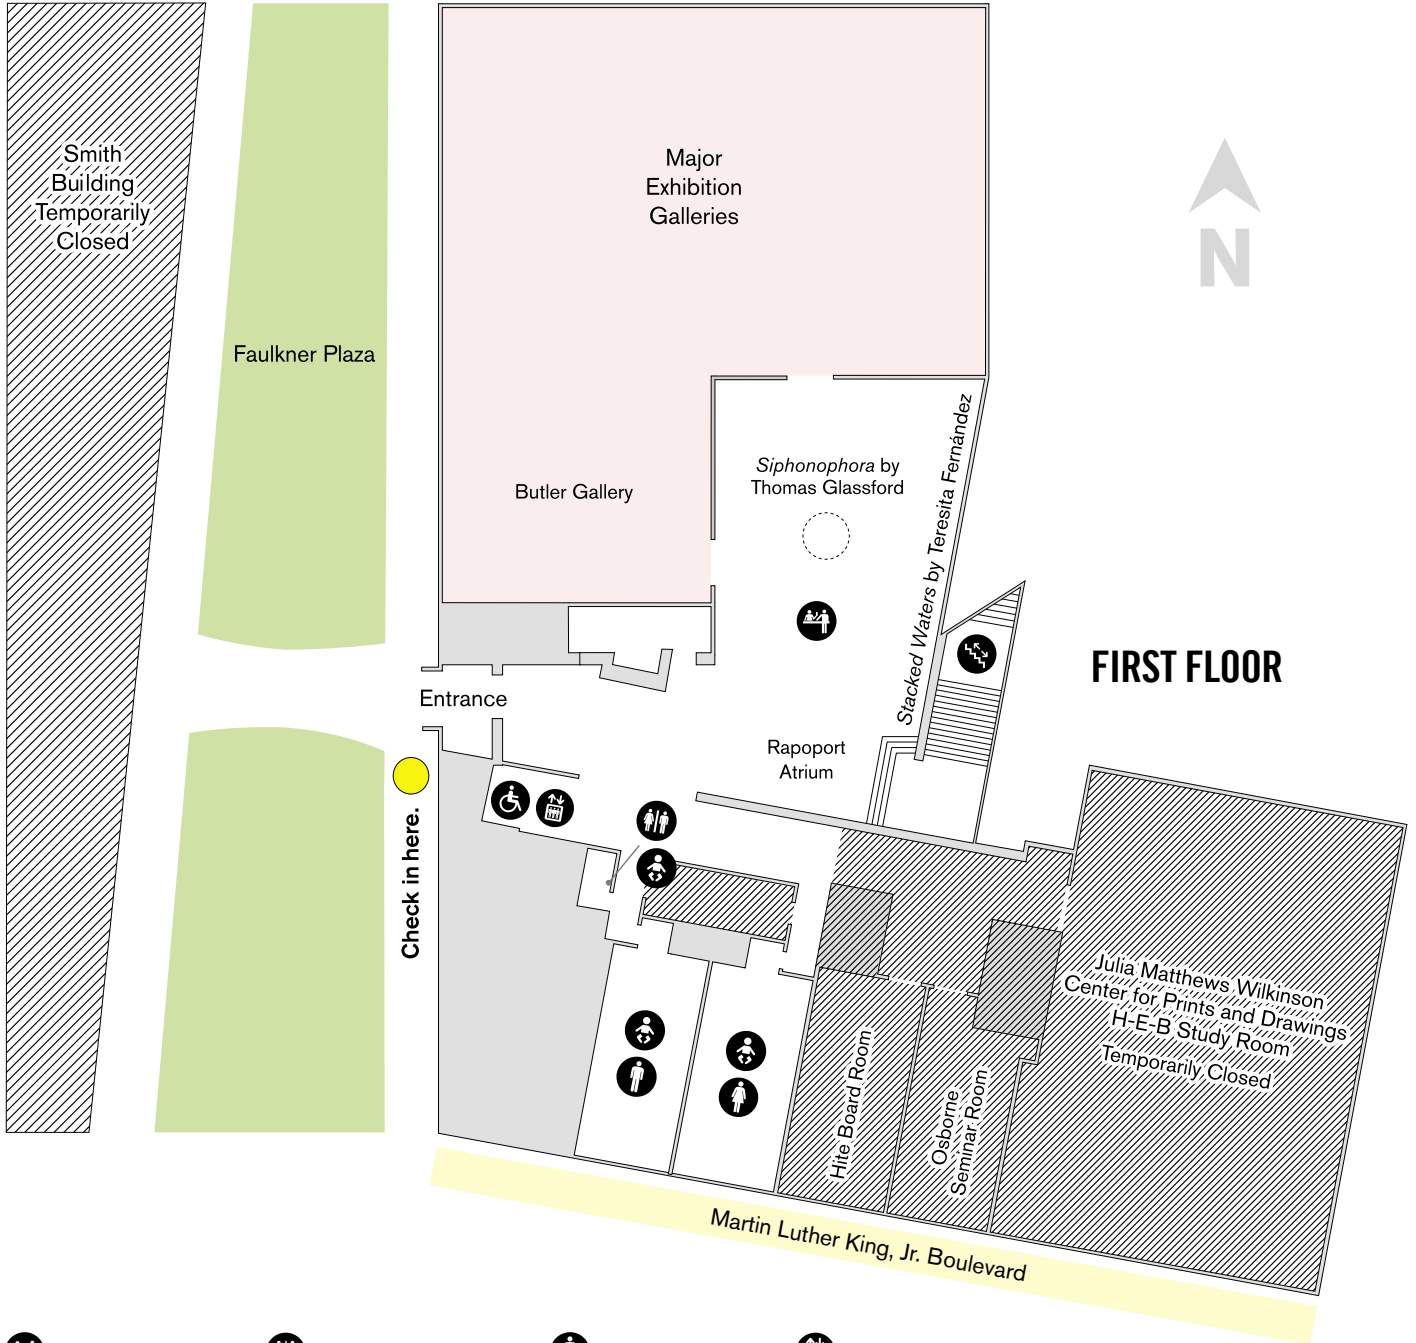 Smith
Building
Temporarily
Closed
Faulkner Plaza
Major
Exhibition
Galleries
N
Butler Gallery
Siphonophora by
Thomas Glassford
Stacked Waters by Teresita Fernández
FIRST FLOOR
Entrance
Rapoport
Atrium
Check in here.
Julia Matthews Wilkinson
Center for Prints and Drawings
H-E-B Study Room
Temporarily Closed
Hite Board Room
Osborne
Seminar Room
Martin Luther King, Jr. Boulevard